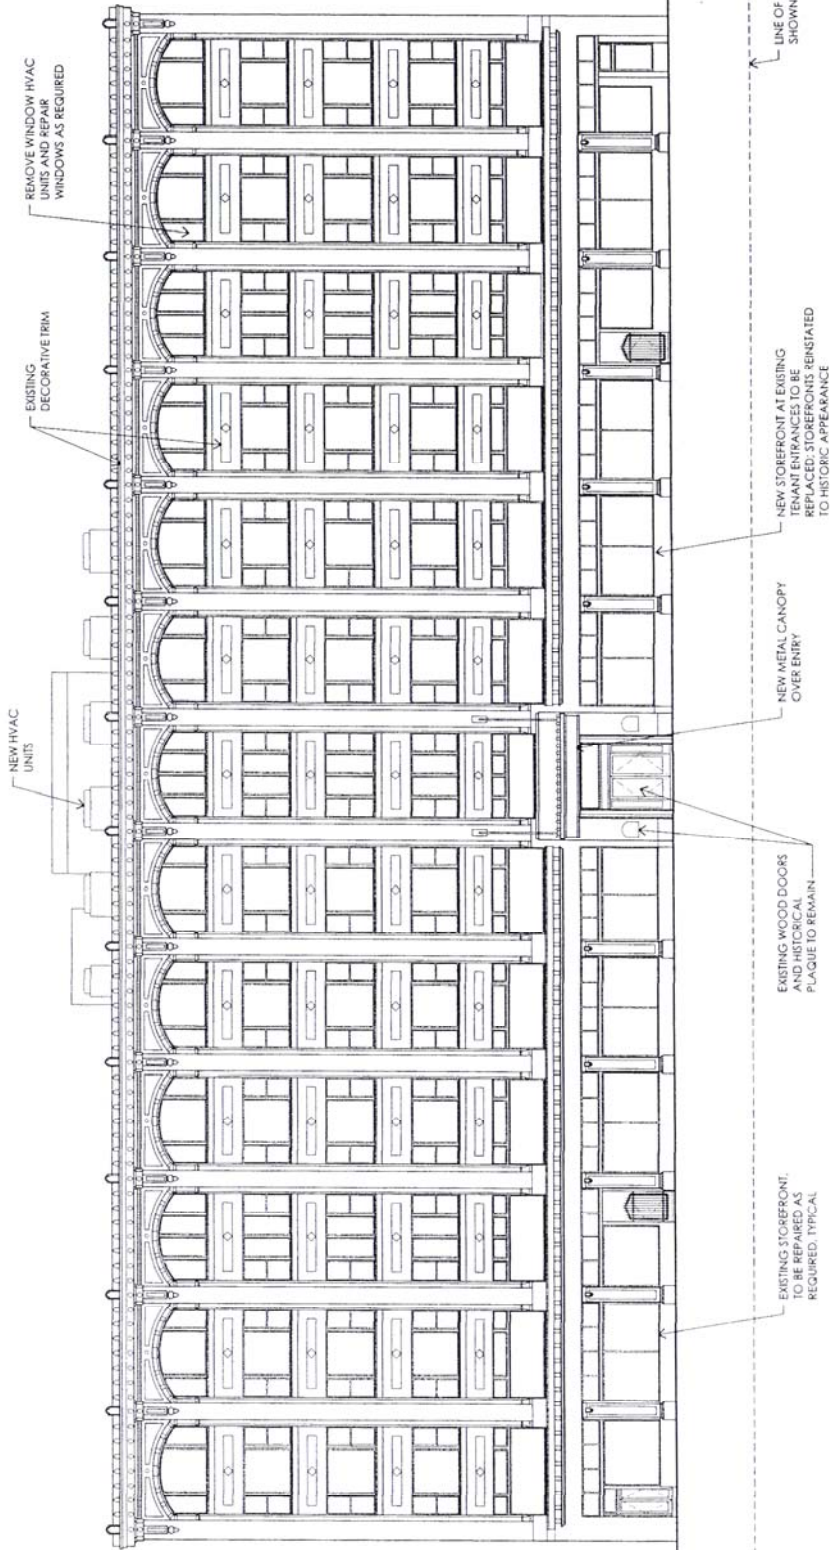 NEW HVAC
UNITS
EXISTING
DECORATIVE TRIM
REMOVE WINDOW HVAC
UNITS AND REPAIR
WINDOWS AS REQUIRED
EXISTING STOREFRONT,
TO BE REPAIRED AS
REQUIRED, TYPICAL
EXISTING WOOD DOORS
AND HISTORICAL
PLAQUE TO REMAIN
NEW METAL CANOPY
OVER ENTRY
NEW STOREFRONT AT EXISTING
TENANT ENTRANCES TO BE
REPLACED; STOREFRONTS REINSTATED
TO HISTORIC APPEARANCE
LINE OF
SHOWN